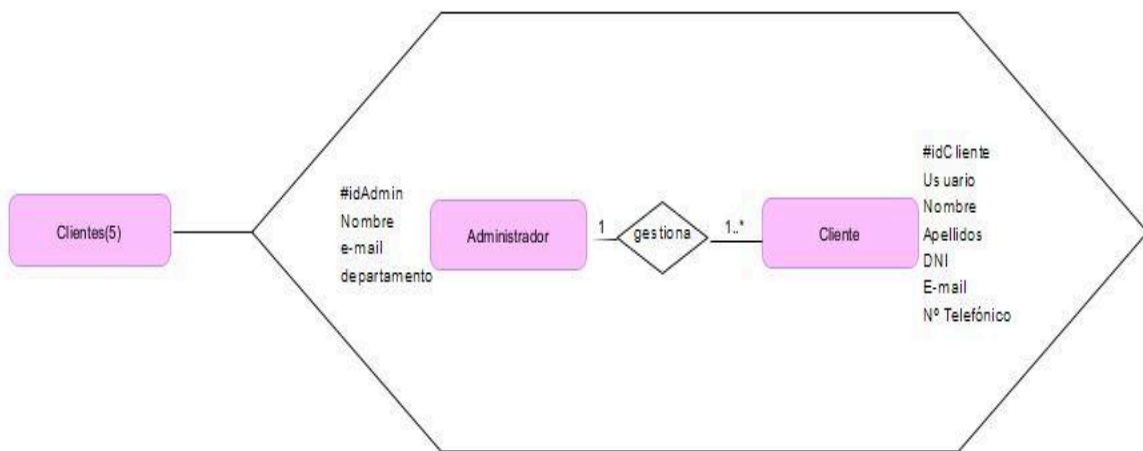 Clientes(5)
#idAdmin
Nombre
e-mail
departamento
Administrador
1
gestiona
1..*
Cliente
#idCliente
Usuario
Nombre
Apellidos
DNI
E-mail
Nº Telefónico